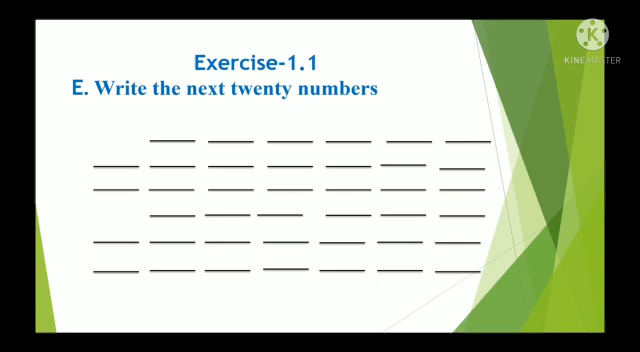 Exercise-1.1
E. Write the next twenty numbers
K
KINEMASTER